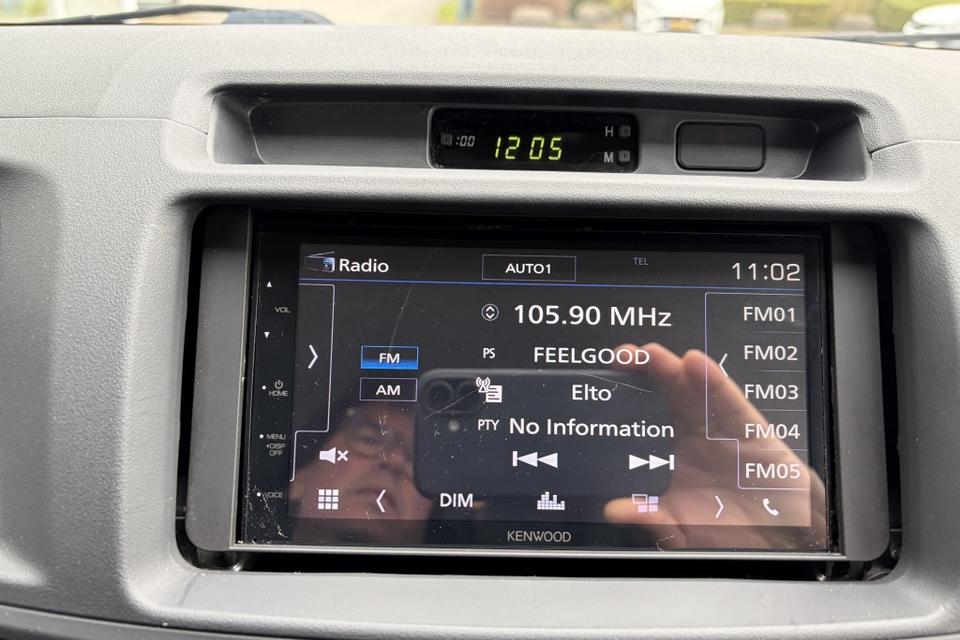 :00 12 05 H
M
Radio AUTO1 TEL 11:02
VOL
105.90 MHz FM01
FM PS FEELGOOD FM02
HOME AM Elto FM03
PTY No Information FM04
MENU
DISP
OFF
FM05
VOICE DIM
KENWOOD